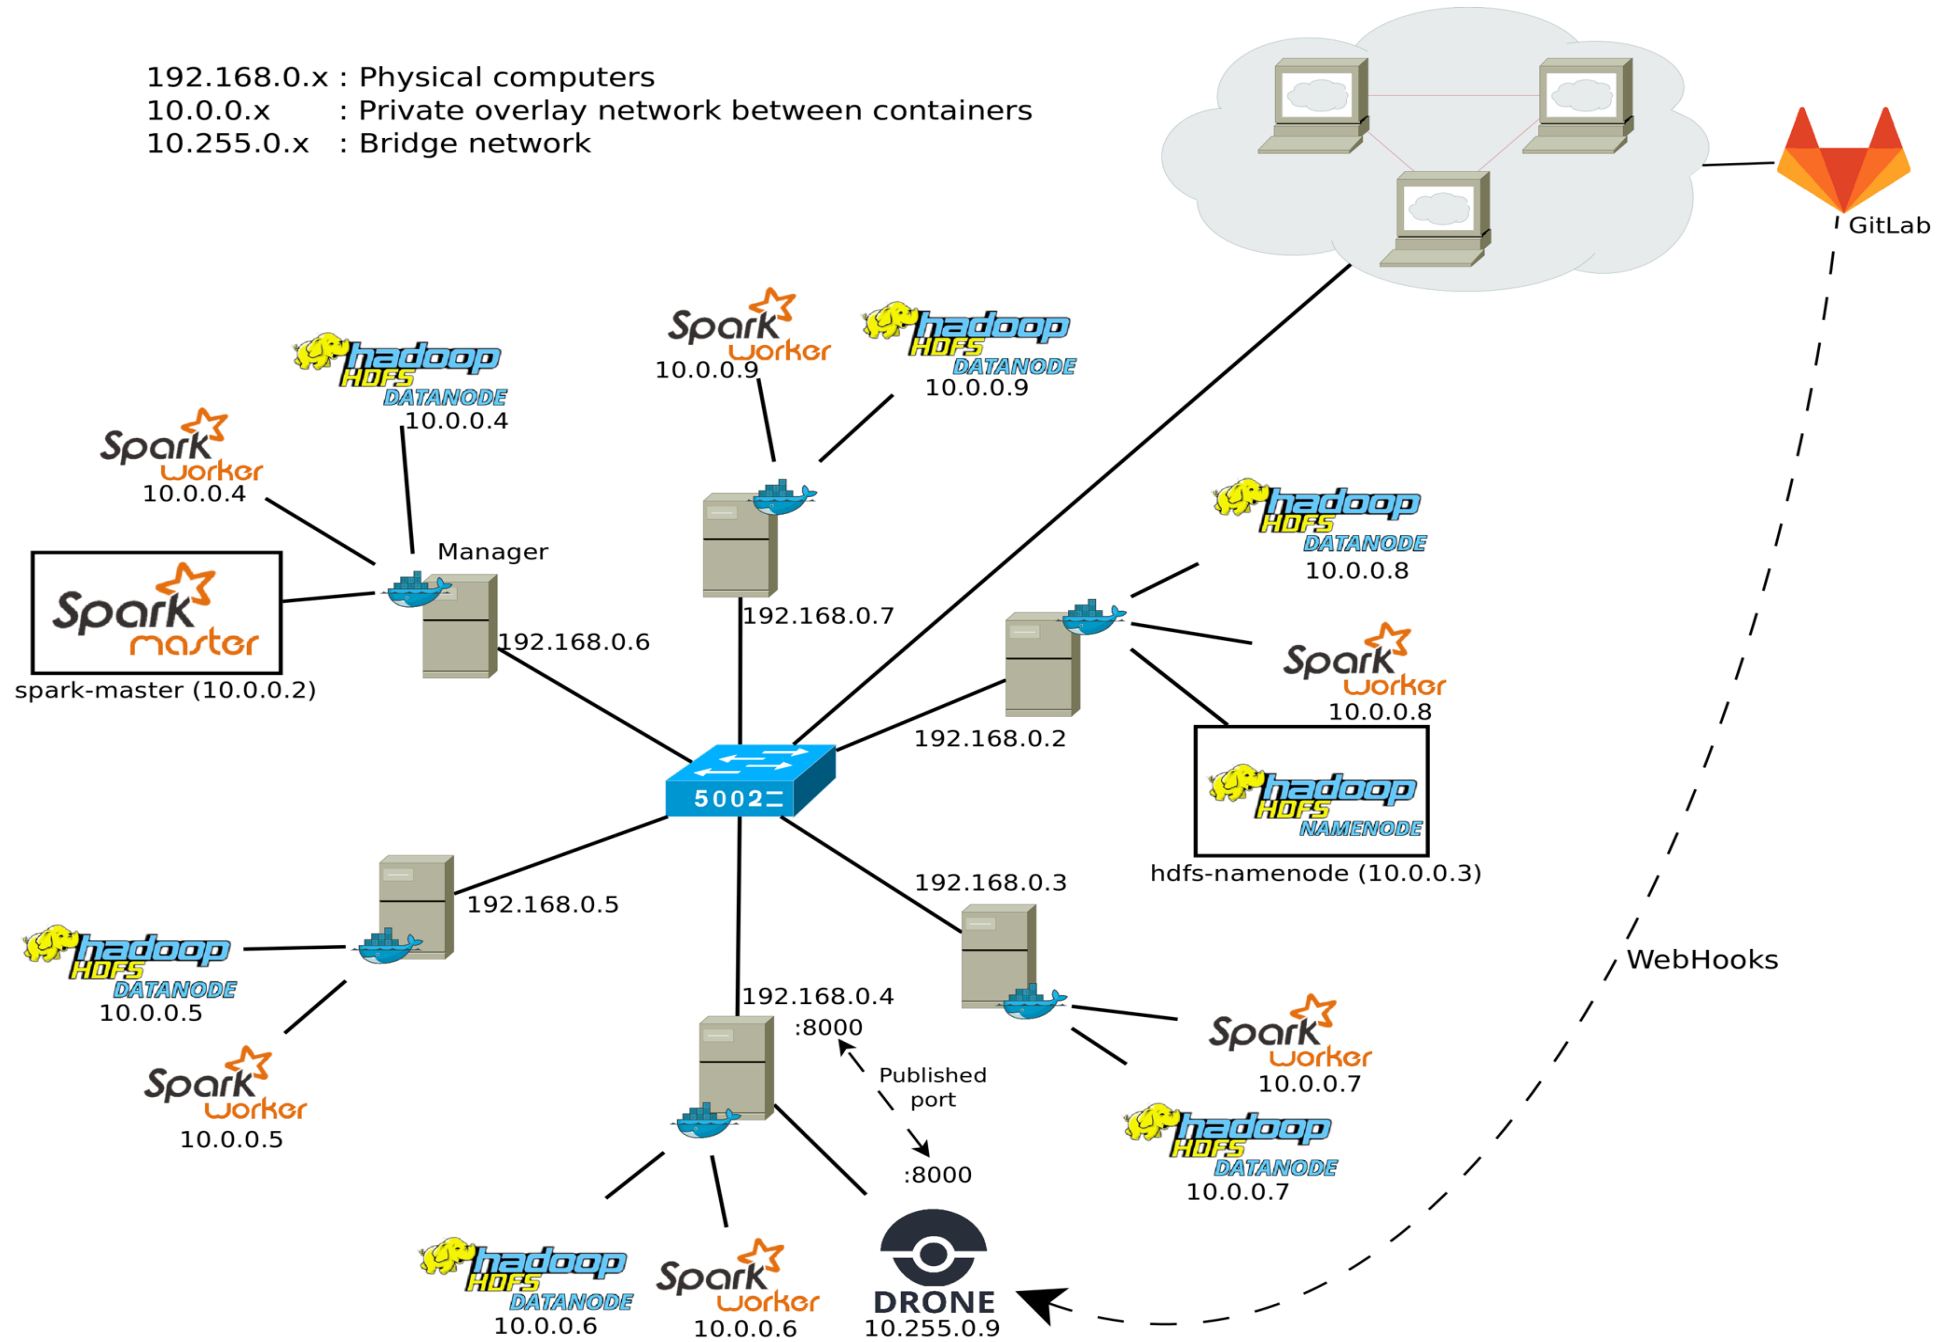 192.168.0.x : Physical computers
10.0.0.x : Private overlay network between containers
10.255.0.x : Bridge network
GitLab
Spark
worker
10.0.0.9
hadoop
HDFS
DATANODE
10.0.0.9
hadoop
HDFS
DATANODE
10.0.0.4
Spark
worker
10.0.0.4
Manager
Spark
master
spark-master (10.0.0.2)
192.168.0.6
192.168.0.7
hadoop
HDFS
DATANODE
10.0.0.8
Spark
worker
10.0.0.8
192.168.0.2
hadoop
HDFS
NAMENODE
hdfs-namenode (10.0.0.3)
5002
192.168.0.5
hadoop
HDFS
DATANODE
10.0.0.5
Spark
worker
10.0.0.5
192.168.0.3
Spark
worker
10.0.0.7
hadoop
HDFS
DATANODE
10.0.0.7
WebHooks
192.168.0.4
:8000
Published
port
:8000
hadoop
HDFS
DATANODE
10.0.0.6
Spark
worker
10.0.0.6
DRONE
10.255.0.9